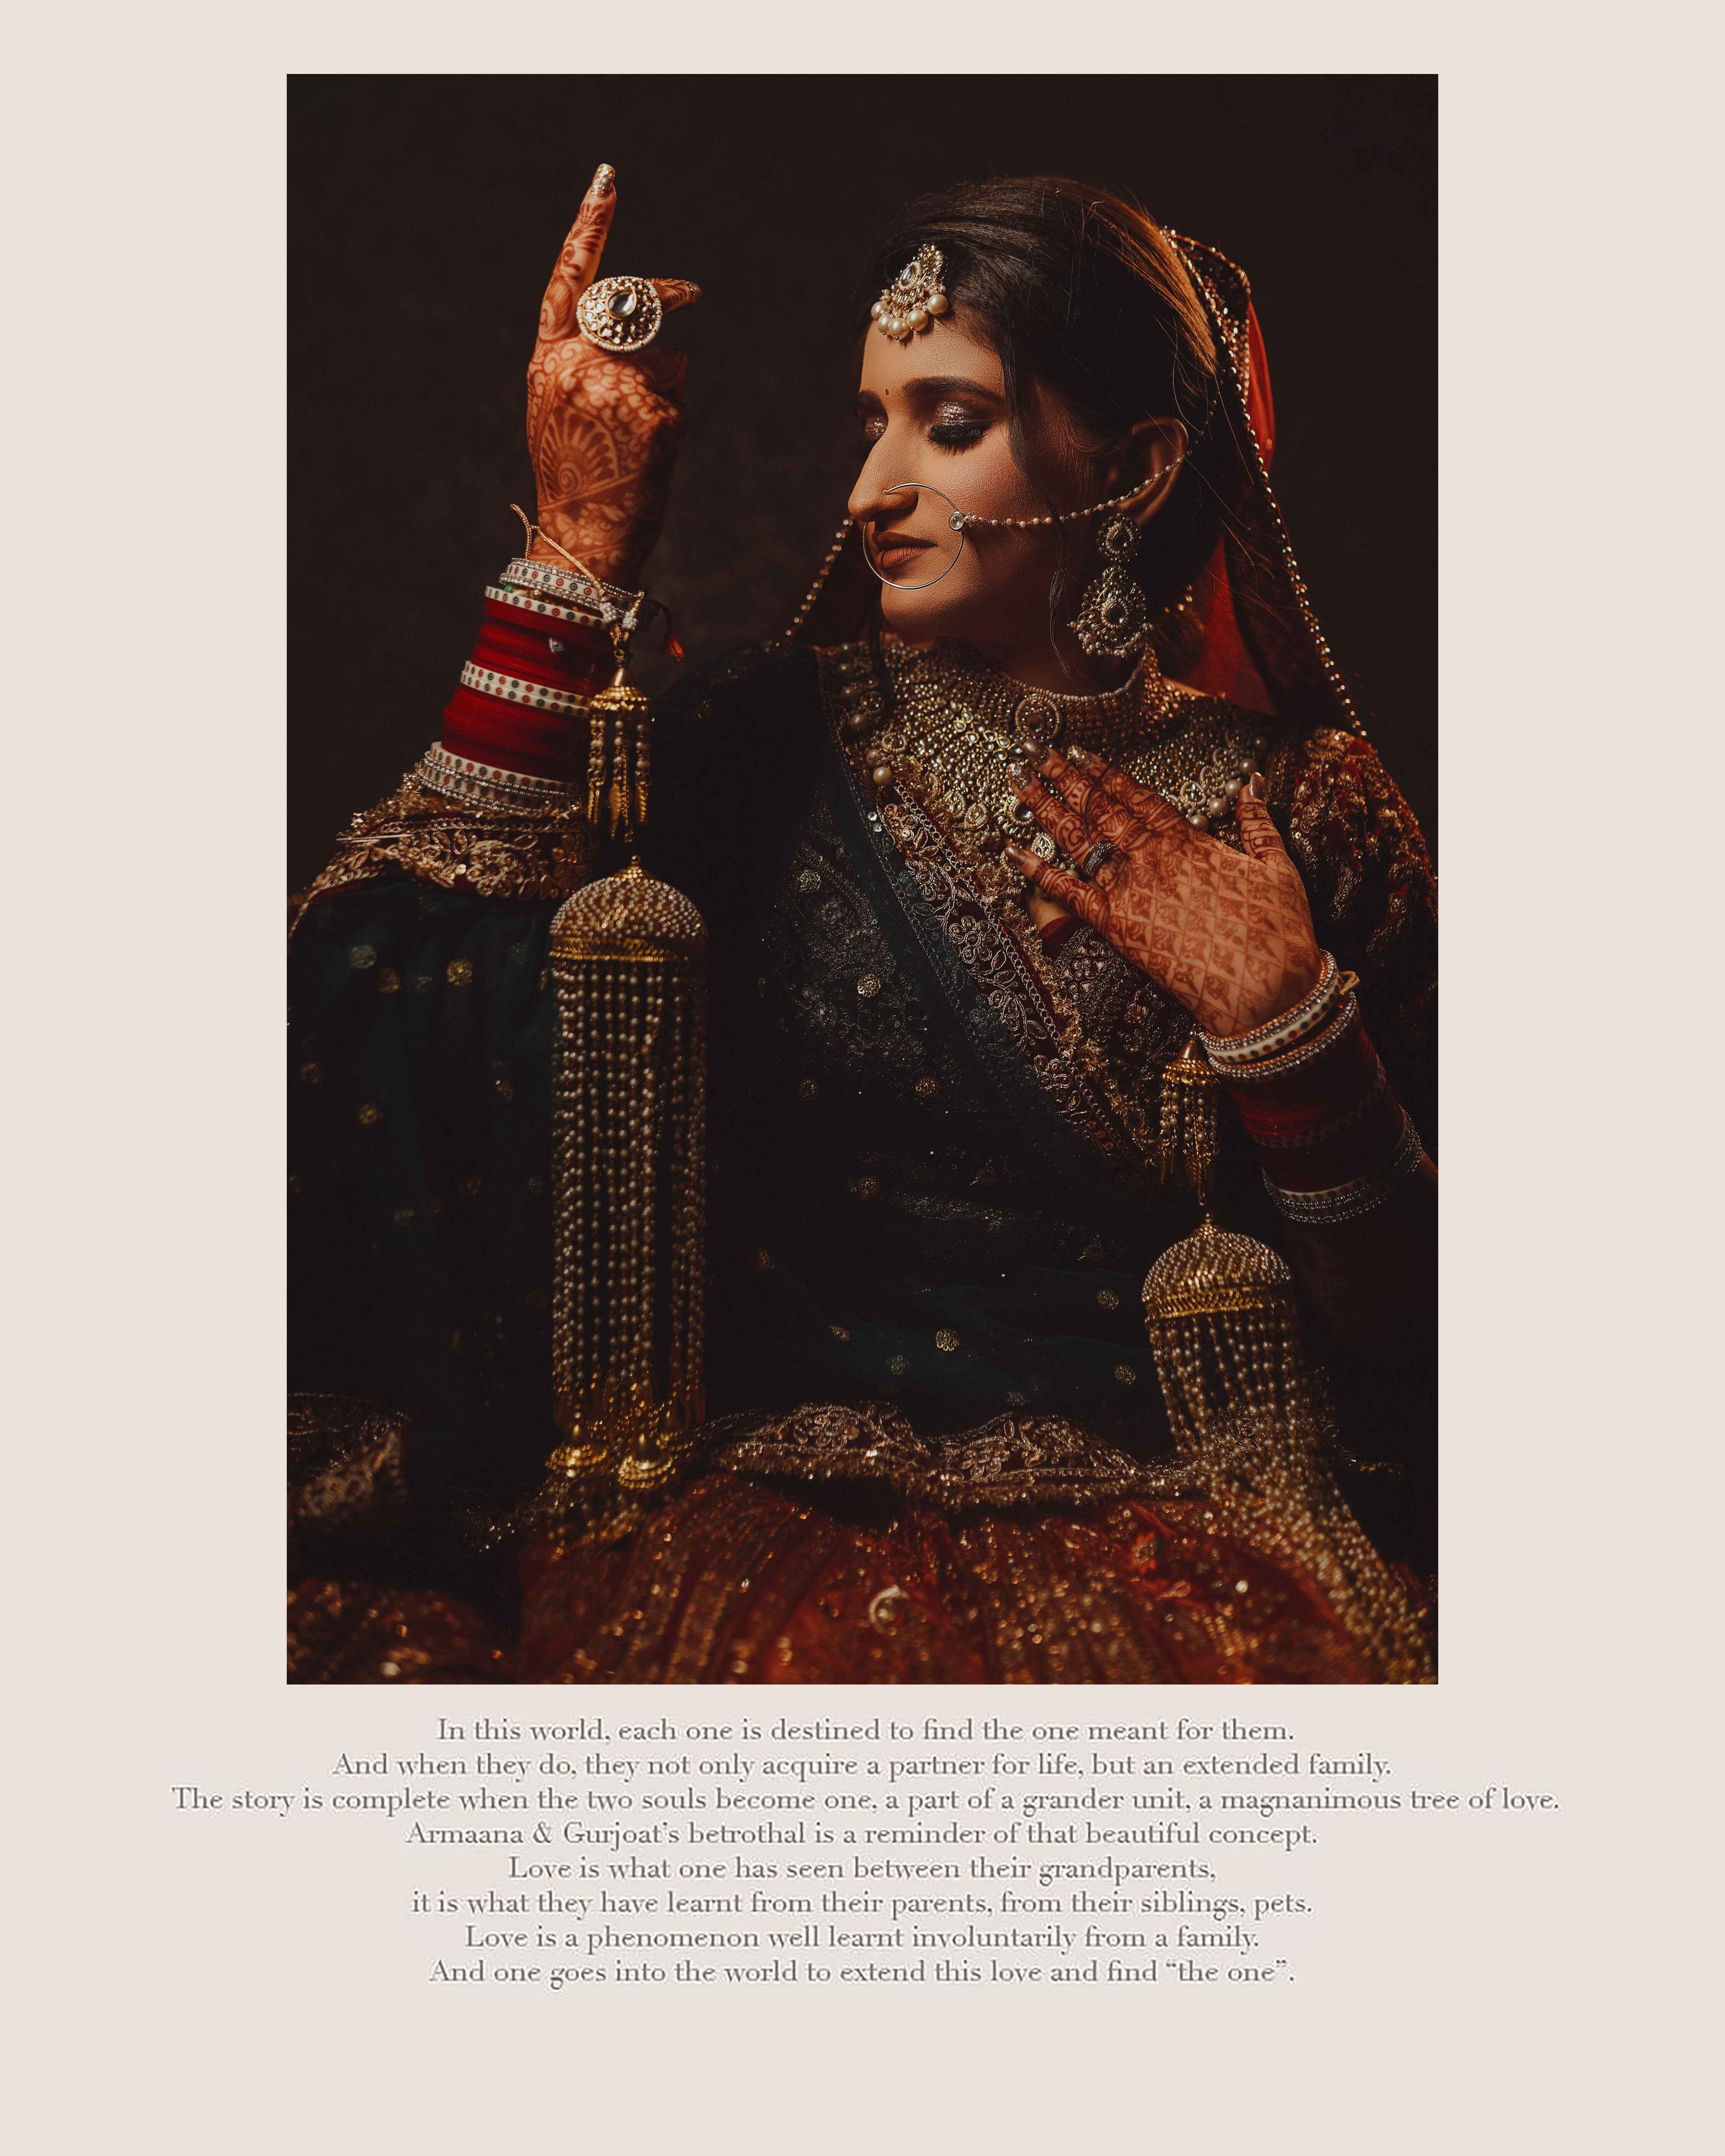 In this world, each one is destined to find the one meant for them.
And when they do, they not only acquire a partner for life, but an extended family.
The story is complete when the two souls become one, a part of a grander unit, a magnanimous tree of love.
Armaana & Gurjoat’s betrothal is a reminder of that beautiful concept.
Love is what one has seen between their grandparents,
it is what they have learnt from their parents, from their siblings, pets.
Love is a phenomenon well learnt involuntarily from a family.
And one goes into the world to extend this love and find “the one”.